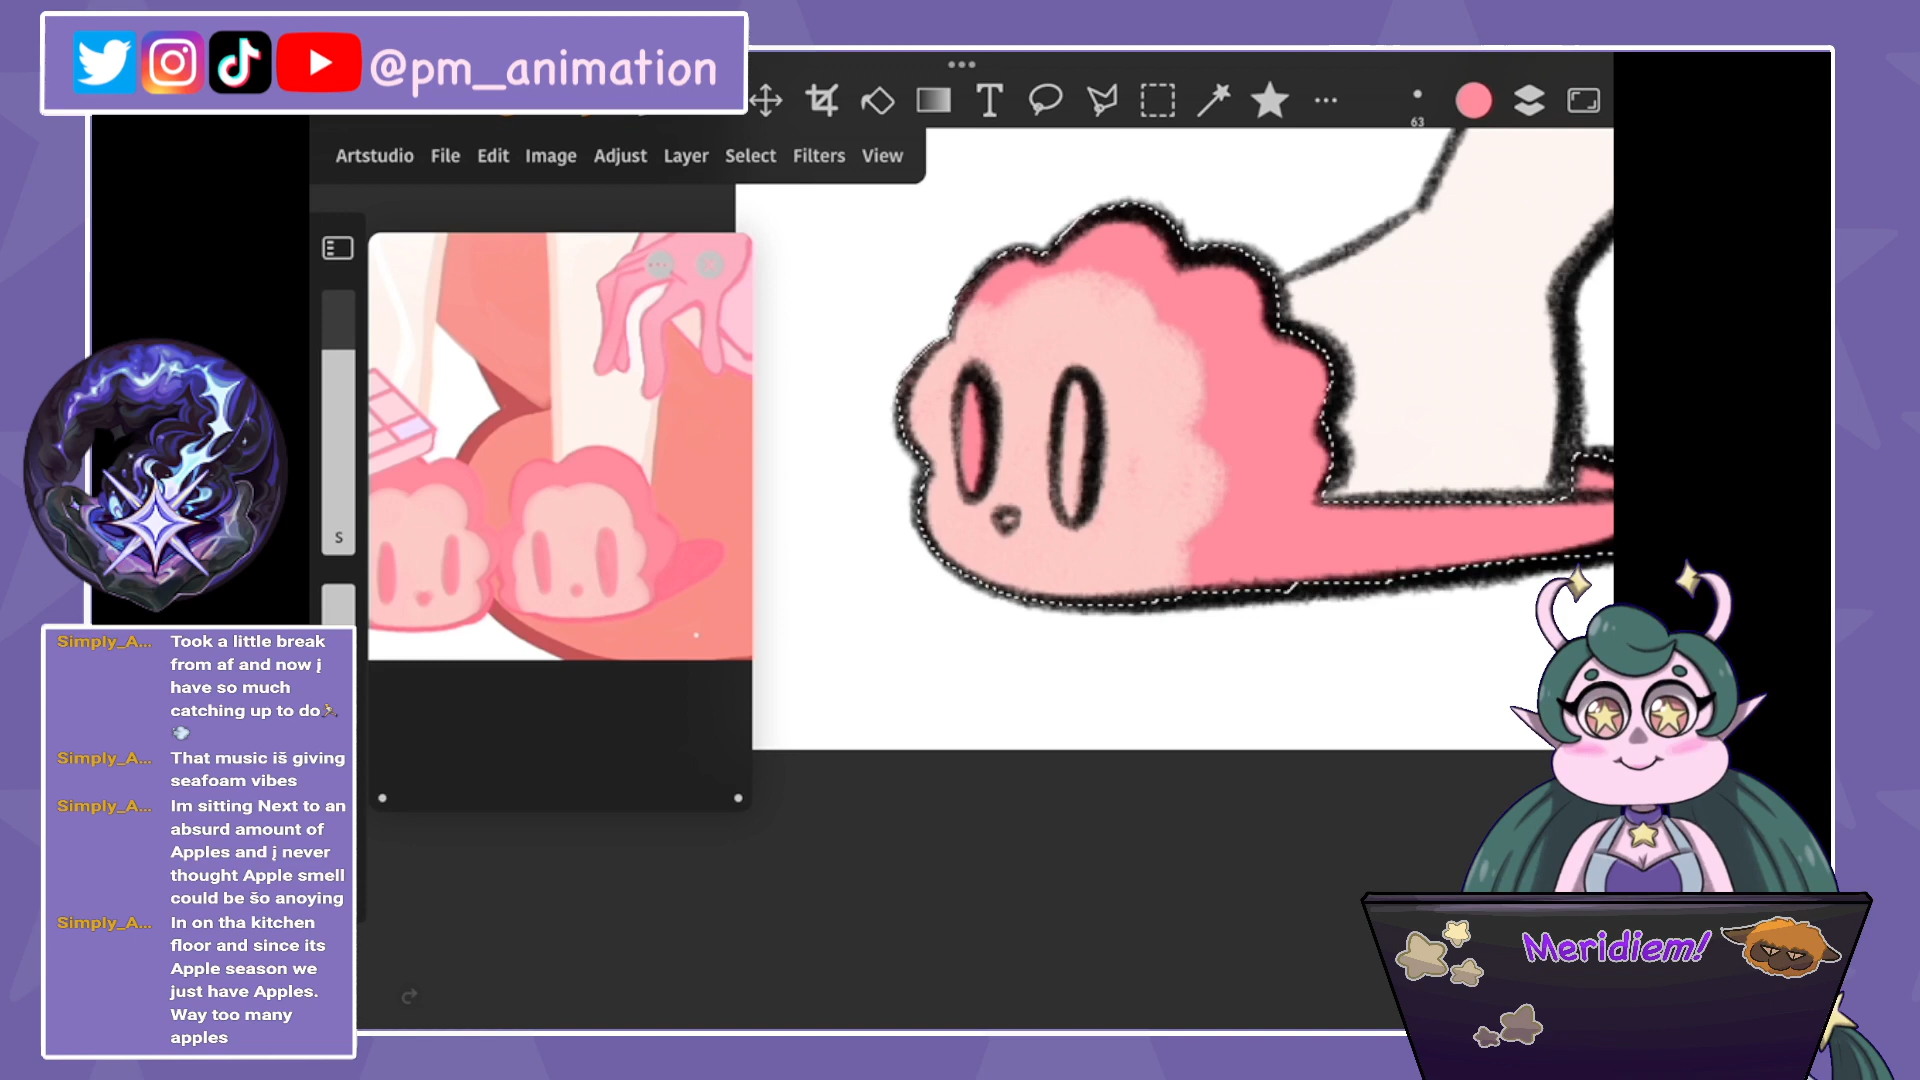 @pm_animation
63
Artstudio File Edit Image Adjust Layer Select Filters View
S
Simply_A... Took a little break
from af and now į
have so much
catching up to do
Simply_A... That music iš giving
seafoam vibes
Simply_A... Im sitting Next to an
absurd amount of
Apples and į never
thought Apple smell
could be šo anoying
Simply_A... In on tha kitchen
floor and since its
Apple season we
just have Apples.
Way too many
apples
Meridiem!